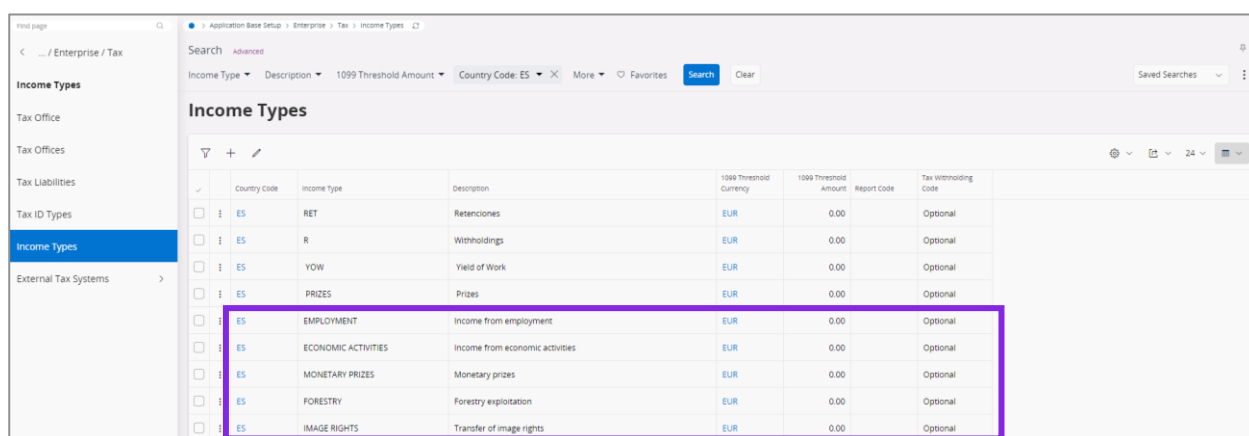 Find page
> Application Base Setup > Enterprise > Tax > Income Types
< ... / Enterprise / Tax
Search Advanced
Income Type Description 1099 Threshold Amount Country Code: ES More Favorites Search Clear Saved Searches
Income Types
Income Types
Tax Office
Tax Offices
24
Tax Liabilities
Country Code Income Type Description 1099 Threshold Currency 1099 Threshold Amount Report Code Tax Withholding Code
Tax ID Types
ES RET Retenciones EUR 0.00 Optional
Income Types
ES R Withholdings EUR 0.00 Optional
ES YOW Yield of Work EUR 0.00 Optional
External Tax Systems >
ES PRIZES Prizes EUR 0.00 Optional
ES EMPLOYMENT Income from employment EUR 0.00 Optional
ES ECONOMIC ACTIVITIES Income from economic activities EUR 0.00 Optional
ES MONETARY PRIZES Monetary prizes EUR 0.00 Optional
ES FORESTRY Forestry exploitation EUR 0.00 Optional
ES IMAGE RIGHTS Transfer of image rights EUR 0.00 Optional